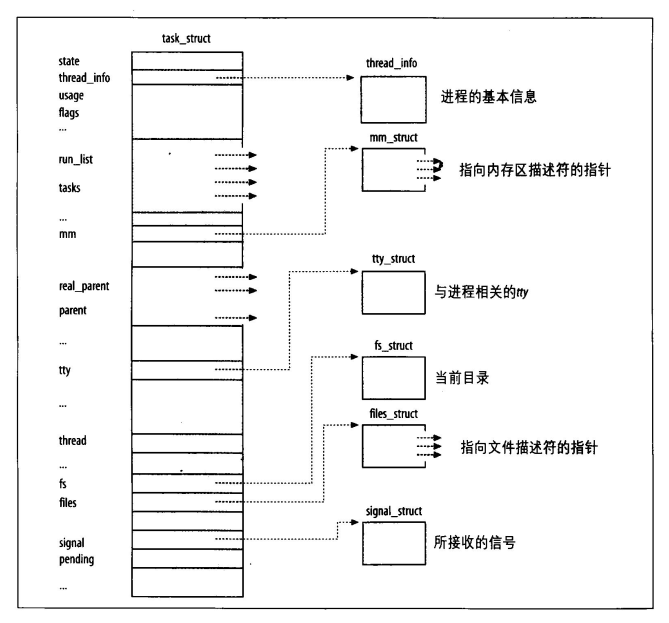 task_struct
state
thread_info
usage
flags
...
run_list
tasks
...
mm
real_parent
parent
...
tty
...
thread
...
fs
files
signal
pending
...
thread_info
进程的基本信息
mm_struct
指向内存区描述符的指针
tty_struct
与进程相关的tty
fs_struct
当前目录
files_struct
指向文件描述符的指针
signal_struct
所接收的信号